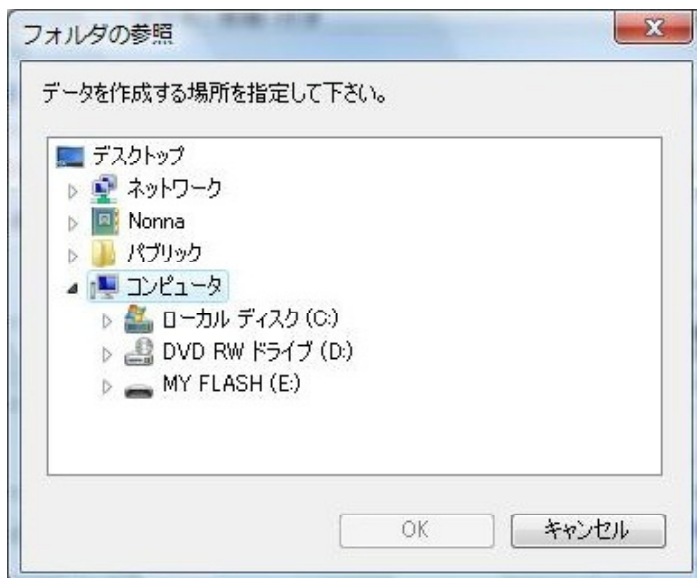 フォルダの参照
データを作成する場所を指定して下さい。
デスクトップ
ネットワーク
Nonna
パブリック
コンピュータ
ローカル ディスク (C:)
DVD RW ドライブ (D:)
MY FLASH (E:)
OK
キャンセル